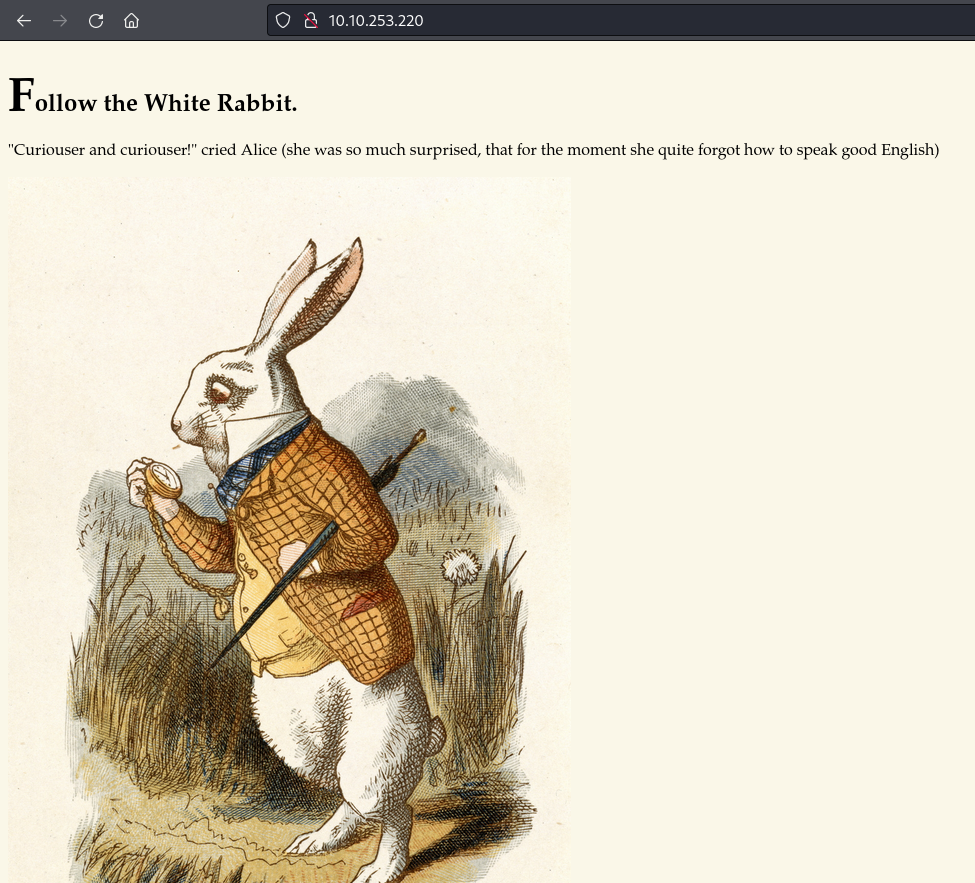 10.10.253.220
Follow the White Rabbit.
"Curiouser and curiouser!" cried Alice (she was so much surprised, that for the moment she quite forgot how to speak good English)